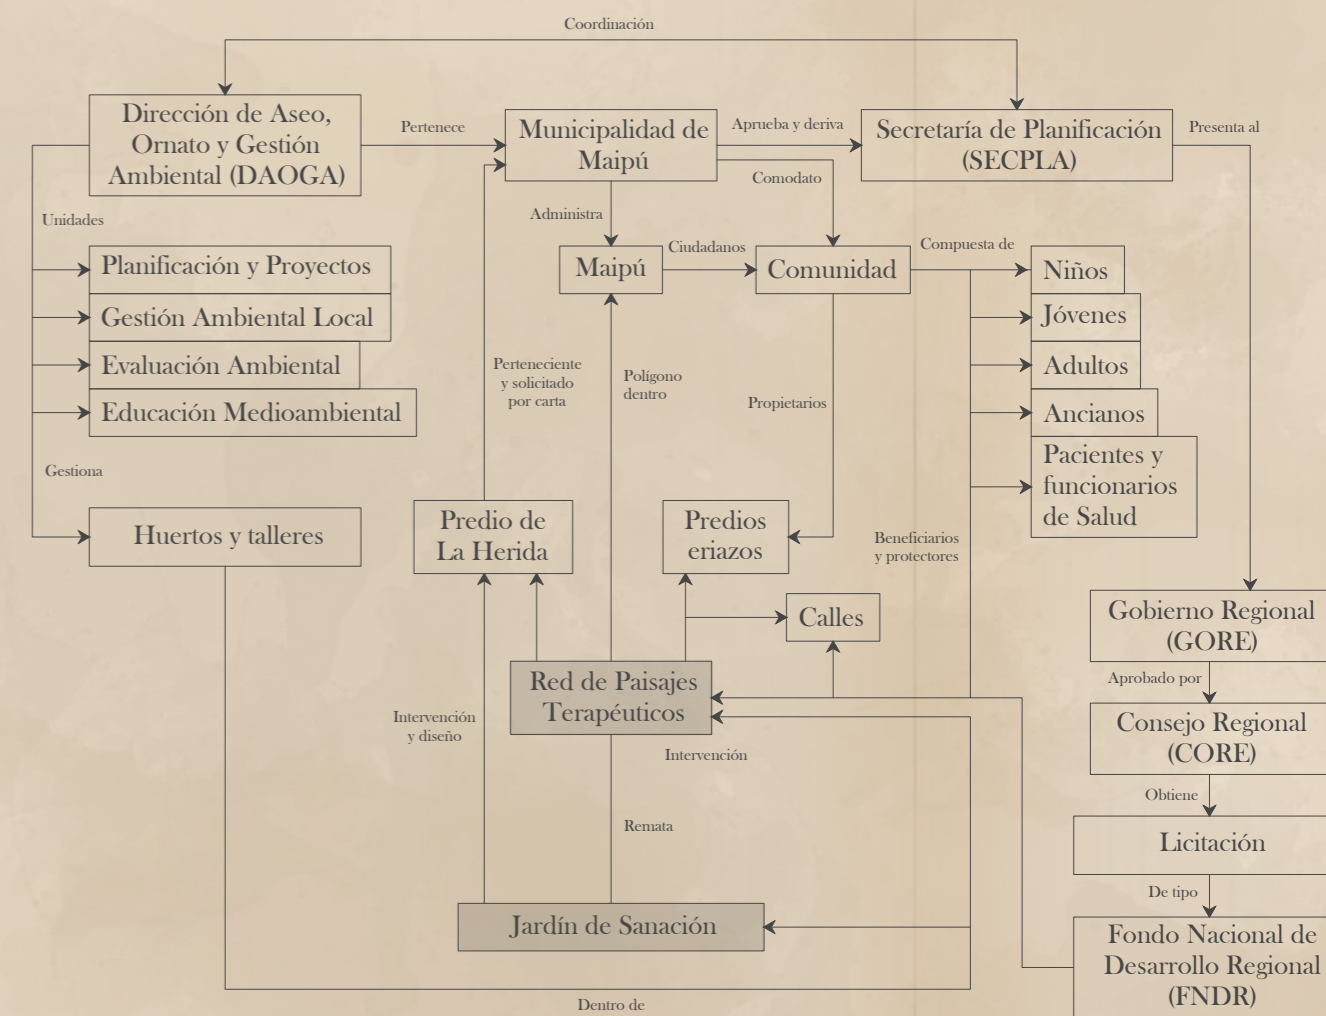 Coordinación
Dirección de Aseo,
Ornato y Gestión
Ambiental (DAOGA)
Pertenece
Municipalidad de
Maipú
Aprueba y deriva
Secretaría de Planificación
(SECPLA)
Presenta al
Comodato
Unidades
Administra
Planificación y Proyectos
Gestión Ambiental Local
Evaluación Ambiental
Educación Medioambiental
Maipú
Ciudadanos
Comunidad
Compuesta de
Niños
Jóvenes
Adultos
Ancianos
Pacientes y
funcionarios
de Salud
Perteneciente
y solicitado
por carta
Polígono
dentro
Propietarios
Gestiona
Huertos y talleres
Predio de
La Herida
Predios
eriazos
Beneficiarios
y protectores
Calles
Gobierno Regional
(GORE)
Aprobado por
Red de Paisajes
Terapéuticos
Consejo Regional
(CORE)
Intervención
y diseño
Intervención
Obtiene
Remata
Licitación
De tipo
Jardín de Sanación
Fondo Nacional de
Desarrollo Regional
(FNDR)
Dentro de